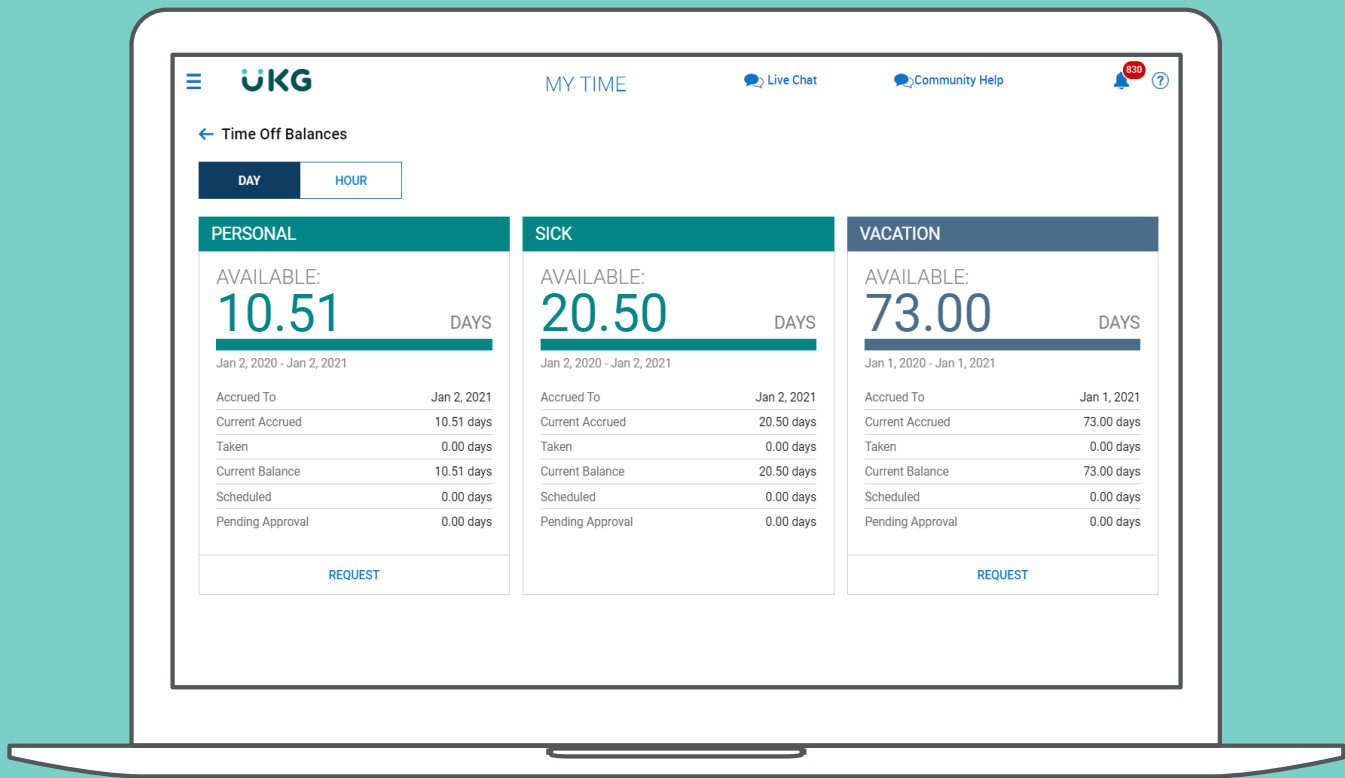 UKG
MY TIME
Live Chat
Community Help
830
?
Time Off Balances
DAY
HOUR
PERSONAL
AVAILABLE:
10.51 DAYS
Jan 2, 2020 - Jan 2, 2021
Accrued To Jan 2, 2021
Current Accrued 10.51 days
Taken 0.00 days
Current Balance 10.51 days
Scheduled 0.00 days
Pending Approval 0.00 days
REQUEST
SICK
AVAILABLE:
20.50 DAYS
Jan 2, 2020 - Jan 2, 2021
Accrued To Jan 2, 2021
Current Accrued 20.50 days
Taken 0.00 days
Current Balance 20.50 days
Scheduled 0.00 days
Pending Approval 0.00 days
VACATION
AVAILABLE:
73.00 DAYS
Jan 1, 2020 - Jan 1, 2021
Accrued To Jan 1, 2021
Current Accrued 73.00 days
Taken 0.00 days
Current Balance 73.00 days
Scheduled 0.00 days
Pending Approval 0.00 days
REQUEST